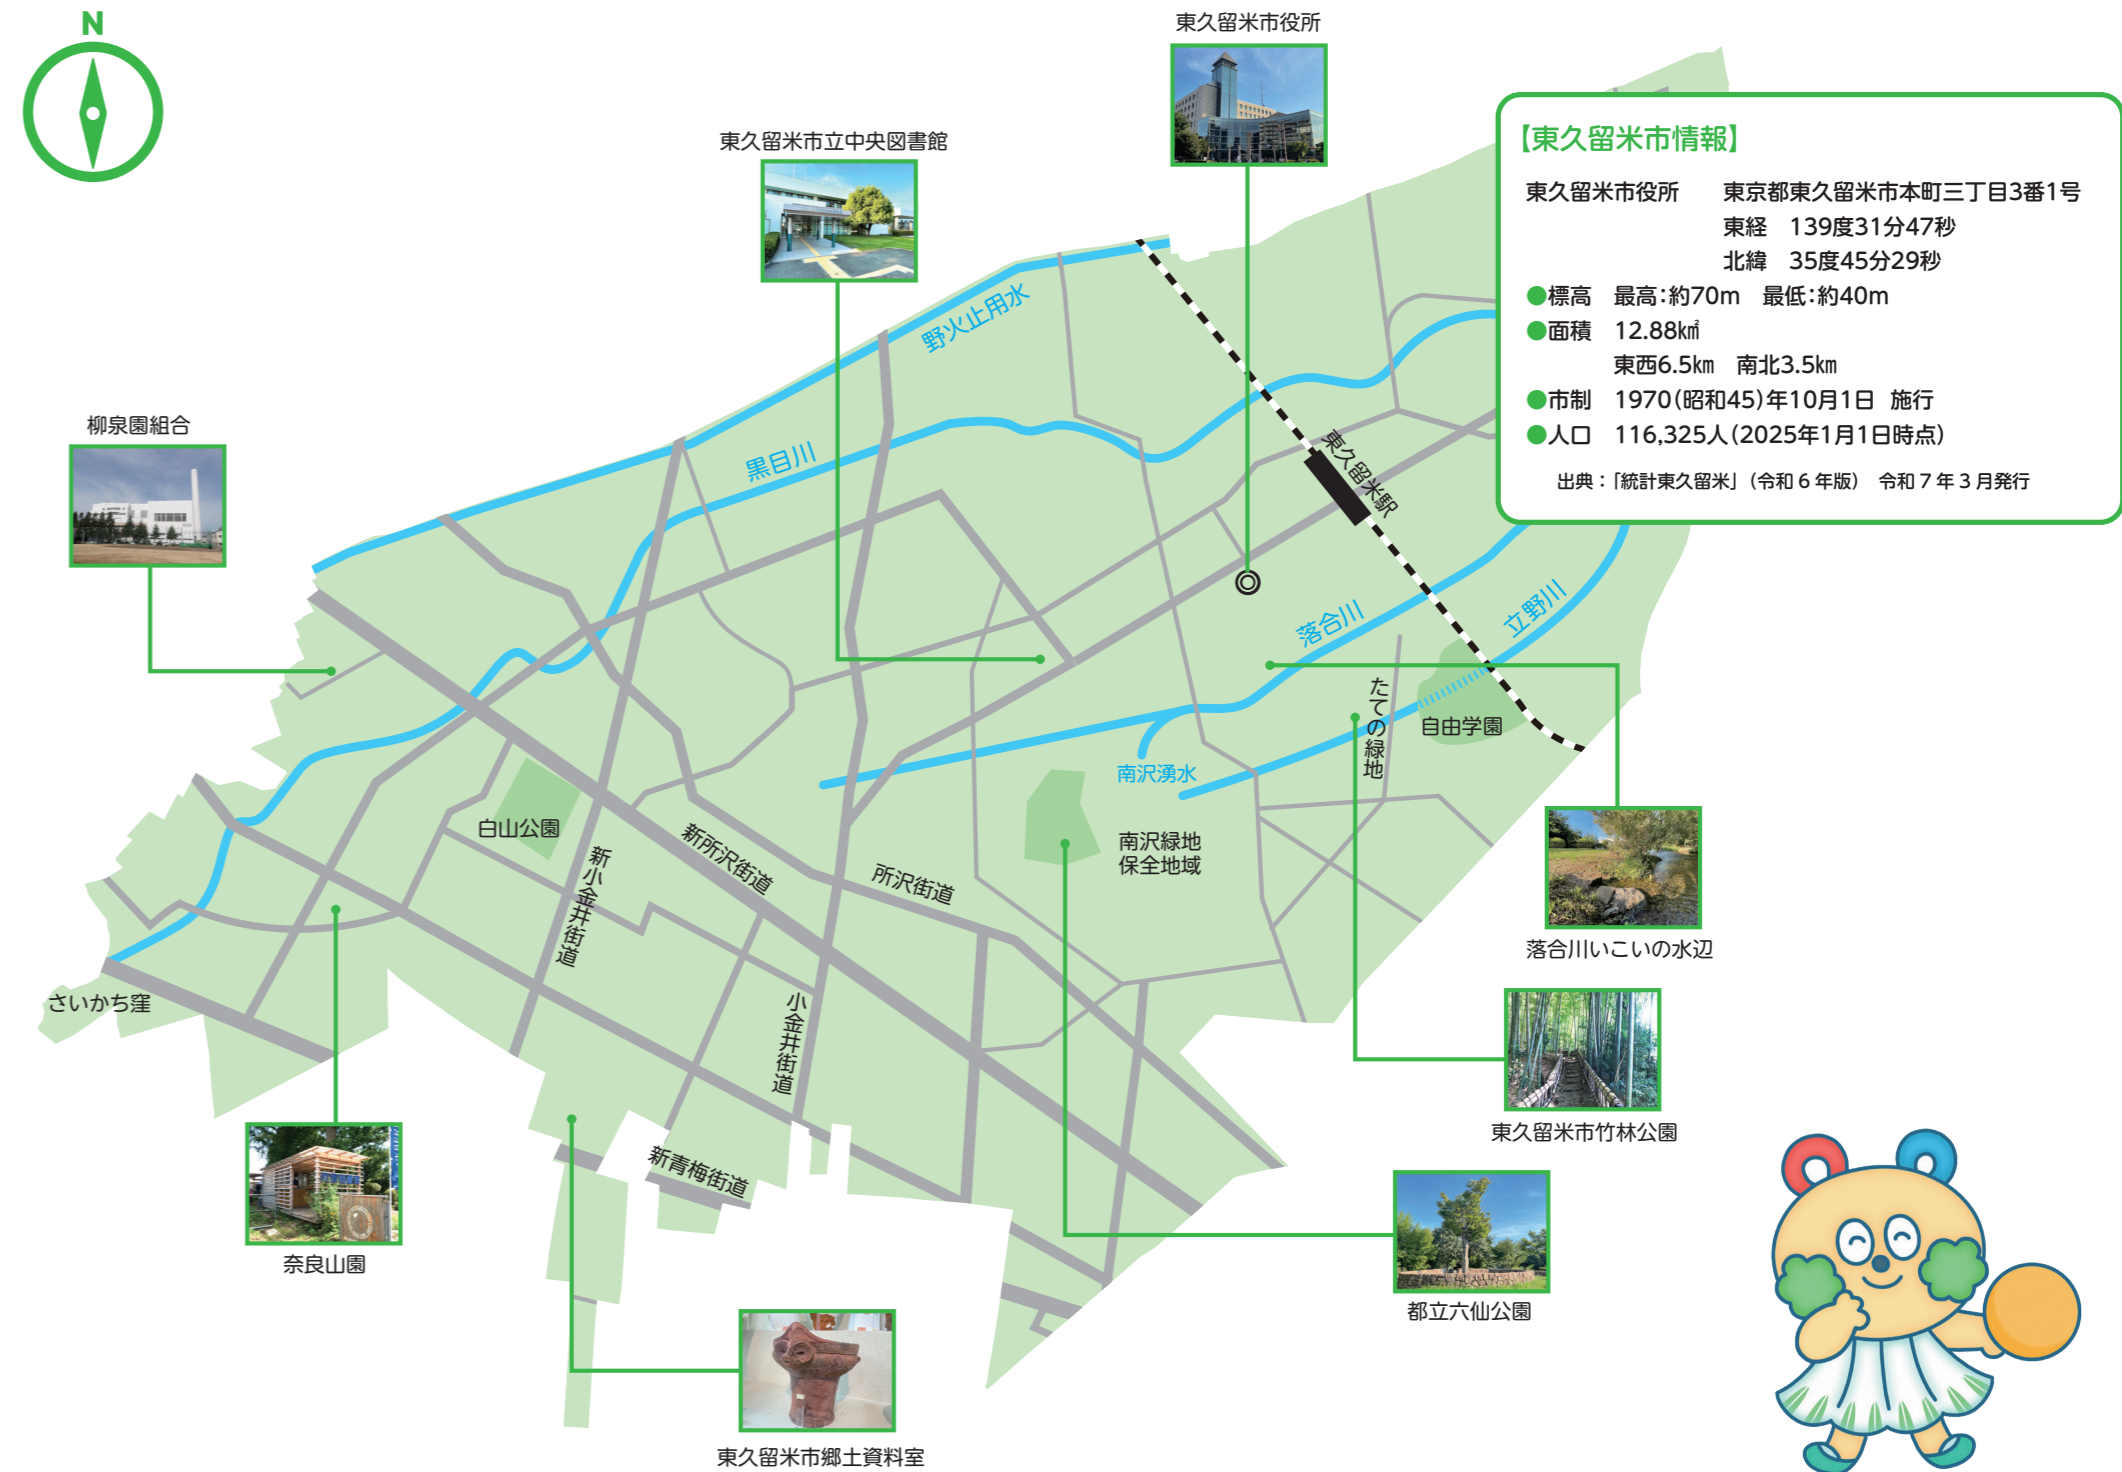 N
東久留米市役所
東久留米市立中央図書館
【東久留米市情報】
東久留米市役所 東京都東久留米市本町三丁目3番1号
東経 139度31分47秒
北緯 35度45分29秒
●標高 最高：約70m 最低：約40m
●面積 12.88㎢
東西6.5㎞ 南北3.5㎞
●市制 1970（昭和45）年10月1日 施行
●人口 116,325人（2025年1月1日時点）
出典：「統計東久留米」（令和６年版） 令和７年３月発行
野火止用水
黒目川
柳泉園組合
東久留米駅
落合川
立野川
たての緑地
自由学園
南沢湧水
白山公園
新所沢街道
所沢街道
南沢緑地
保全地域
新小金井街道
落合川いこいの水辺
さいかち窪
小金井街道
東久留米市竹林公園
新青梅街道
奈良山園
都立六仙公園
東久留米市郷土資料室